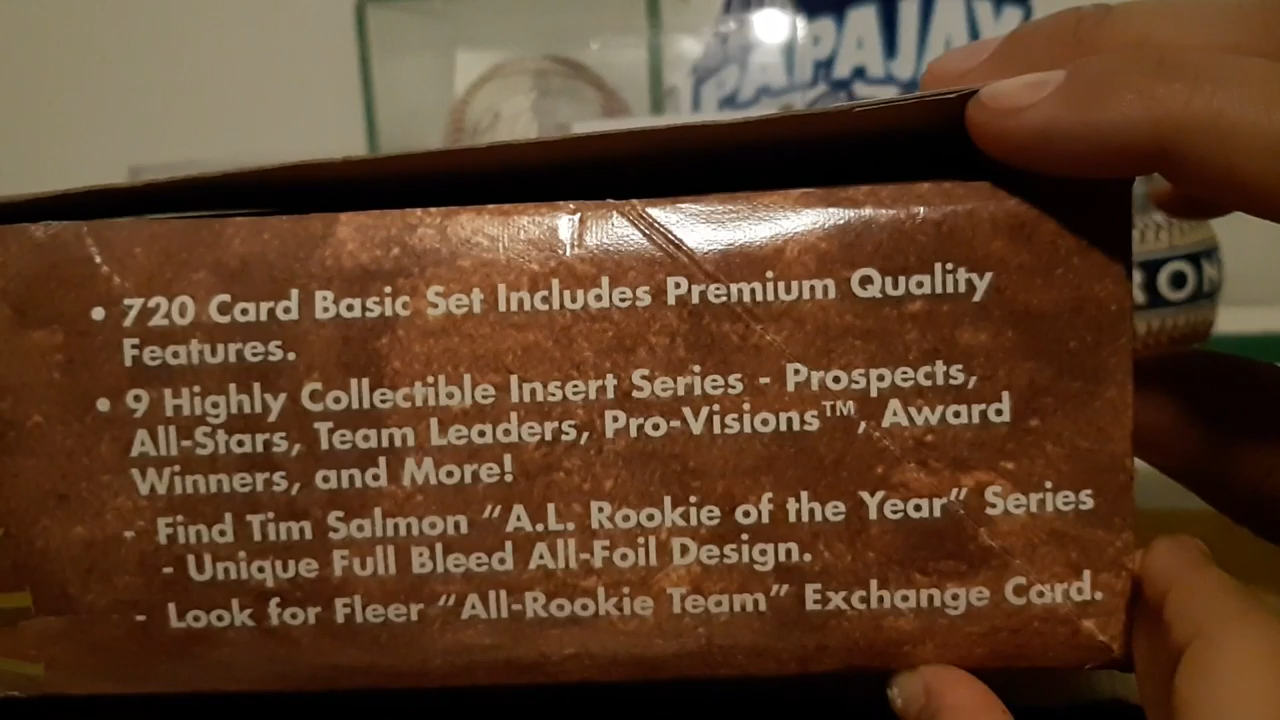 PAPAJAY
RON
• 720 Card Basic Set Includes Premium Quality
Features.
• 9 Highly Collectible Insert Series - Prospects,
All-Stars, Team Leaders, Pro-Visions™, Award
Winners, and More!
- Find Tim Salmon “A.L. Rookie of the Year” Series
- Unique Full Bleed All-Foil Design.
- Look for Fleer “All-Rookie Team” Exchange Card.